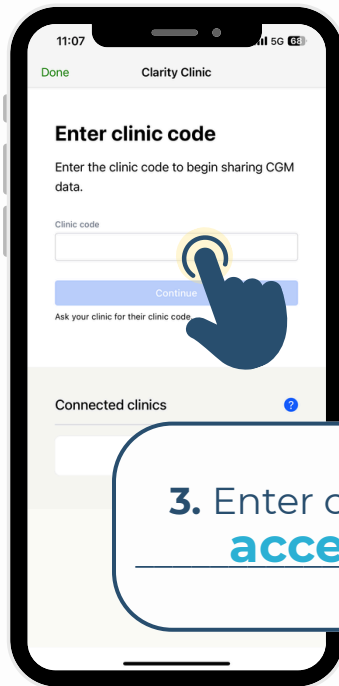 11:07
5G 68
Done Clarity Clinic
Enter clinic code
Enter the clinic code to begin sharing CGM
data.
Clinic code
Continue
Ask your clinic for their clinic code.
Connected clinics
?
3. Enter